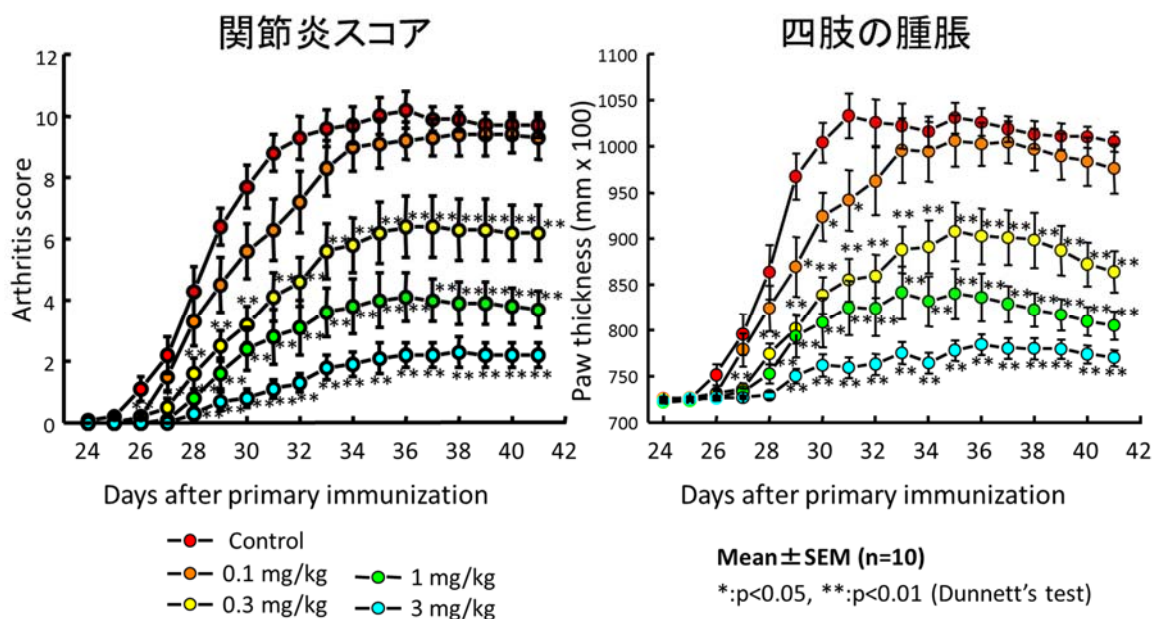 関節炎スコア
四肢の腫脹
Arthritis score
12
10
8
6
4
2
0
24 26 28 30 32 34 36 38 40 42
Days after primary immunization
Paw thickness (mm x 100)
1100
1050
1000
950
900
850
800
750
700
24 26 28 30 32 34 36 38 40 42
Days after primary immunization
Control
0.1 mg/kg
0.3 mg/kg
1 mg/kg
3 mg/kg
Mean±SEM (n=10)
*:p<0.05, **:p<0.01 (Dunnett's test)